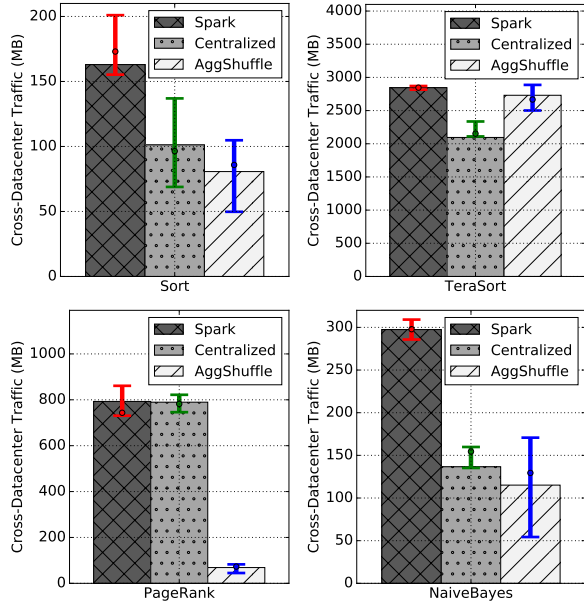 Cross-Datacenter Traffic (MB)
200
150
100
50
0
Spark
Centralized
AggShuffle
Sort
Cross-Datacenter Traffic (MB)
4000
3500
3000
2500
2000
1500
1000
500
0
Spark
Centralized
AggShuffle
TeraSort
Cross-Datacenter Traffic (MB)
1000
800
600
400
200
0
Spark
Centralized
AggShuffle
PageRank
Cross-Datacenter Traffic (MB)
300
250
200
150
100
50
0
Spark
Centralized
AggShuffle
NaiveBayes